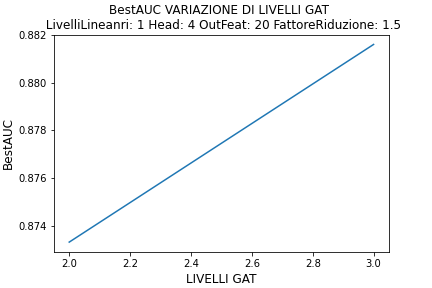 BestAUC VARIAZIONE DI LIVELLI GAT
LivelliLineanri: 1 Head: 4 OutFeat: 20 FattoreRiduzione: 1.5
0.882
0.880
0.878
0.876
0.874
BestAUC
2.0 2.2 2.4 2.6 2.8 3.0
LIVELLI GAT